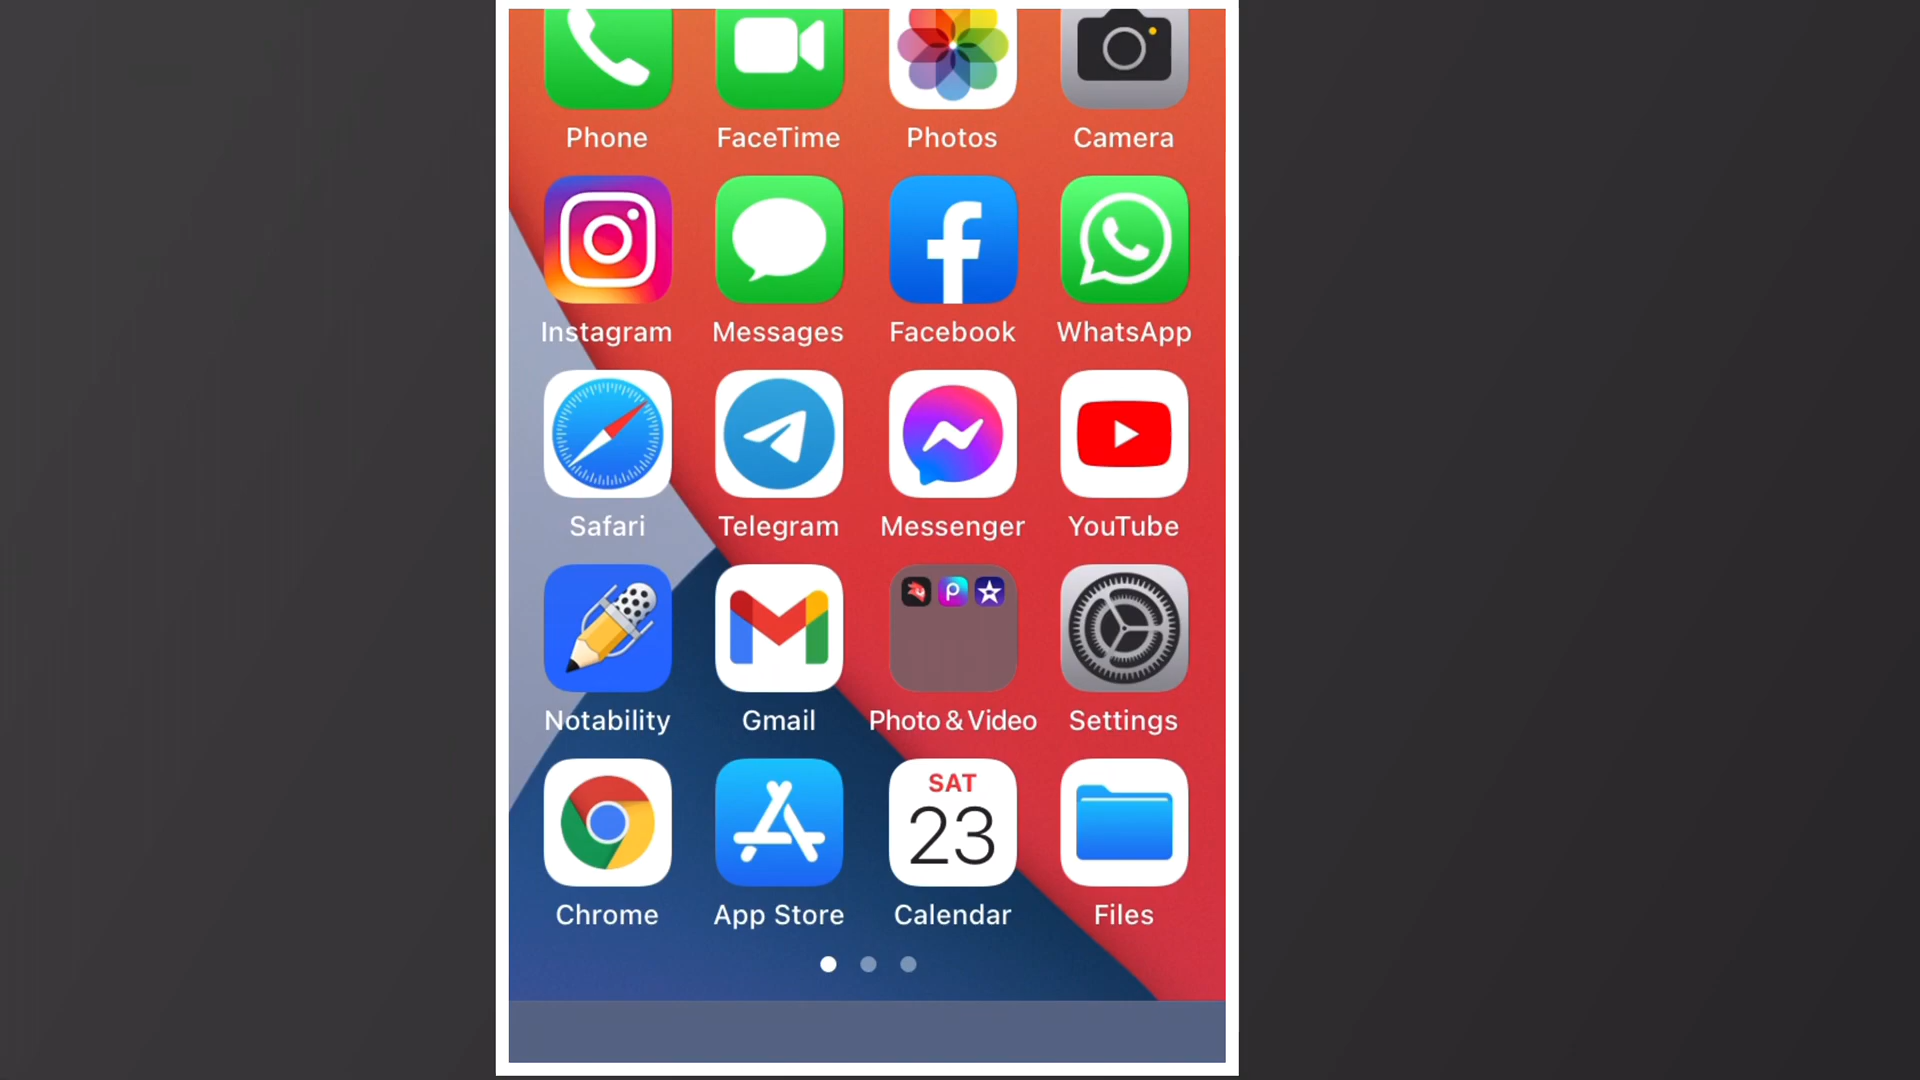 Phone FaceTime Photos Camera
Instagram Messages Facebook WhatsApp
Safari Telegram Messenger YouTube
Notability Gmail Photo & Video Settings
SAT
23
Chrome App Store Calendar Files